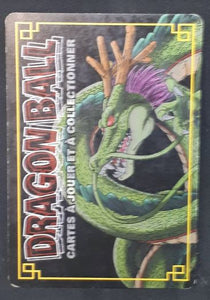 DRAGON BALL
CARTES À JOUER ET À COLLECTIONNER